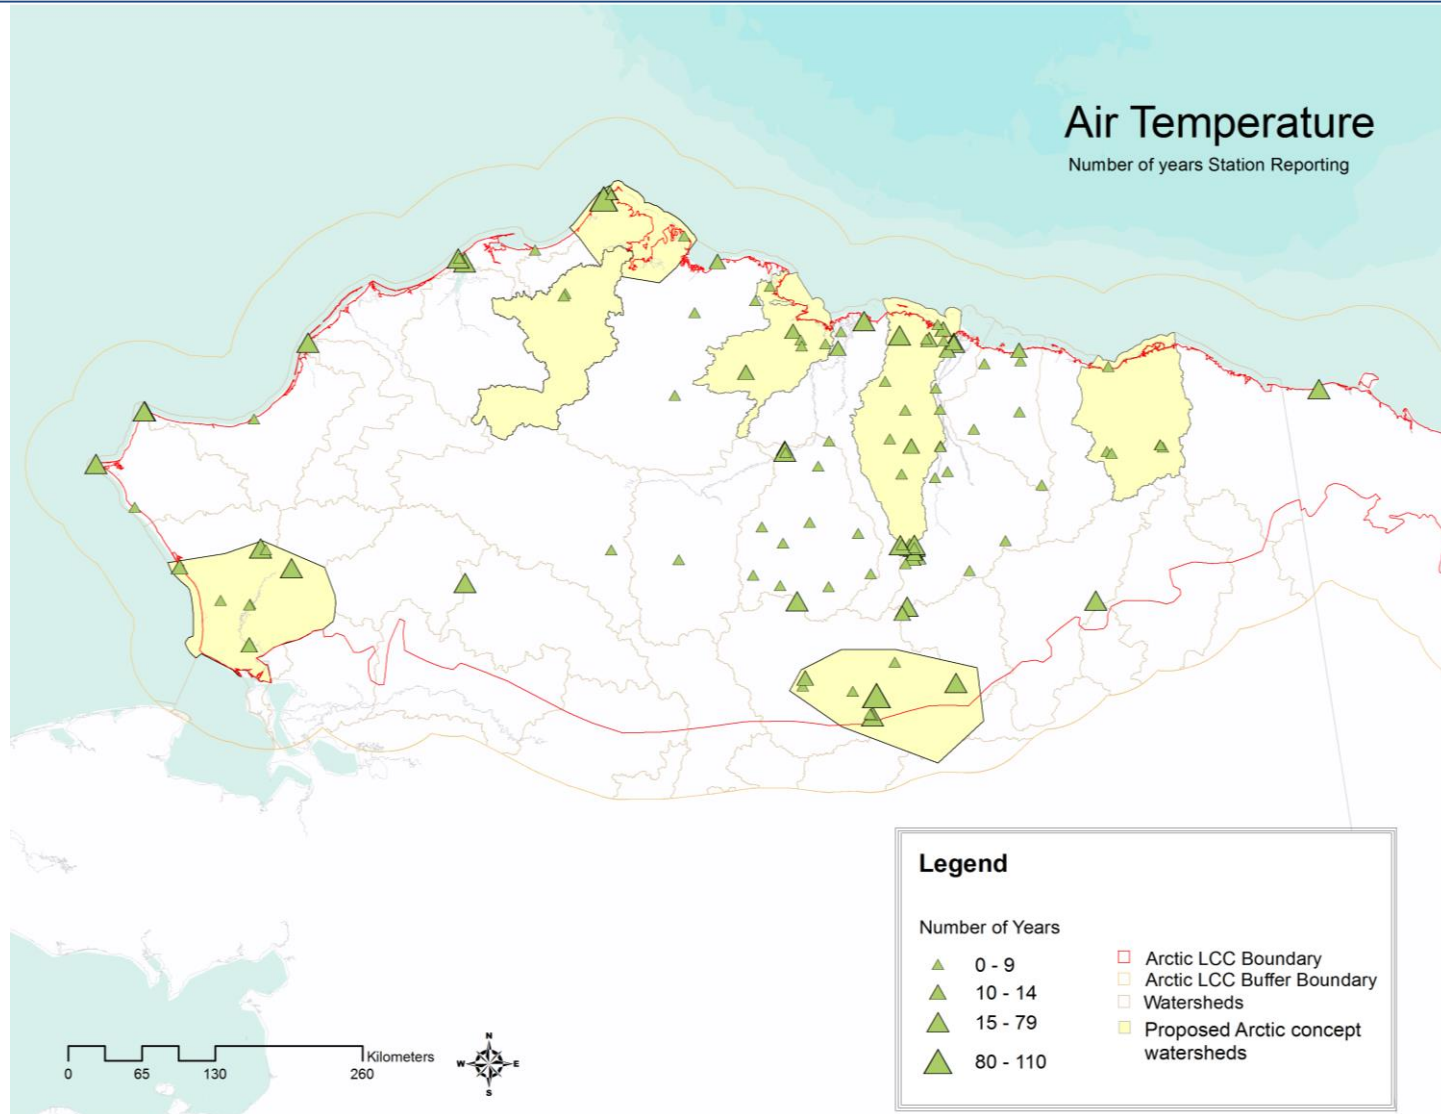 Air Temperature
Number of years Station Reporting
Legend
Number of Years
0 - 9
10 - 14
15 - 79
80 - 110
Arctic LCC Boundary
Arctic LCC Buffer Boundary
Watersheds
Proposed Arctic concept
watersheds
Kilometers
0 65 130 260
N
W E
S